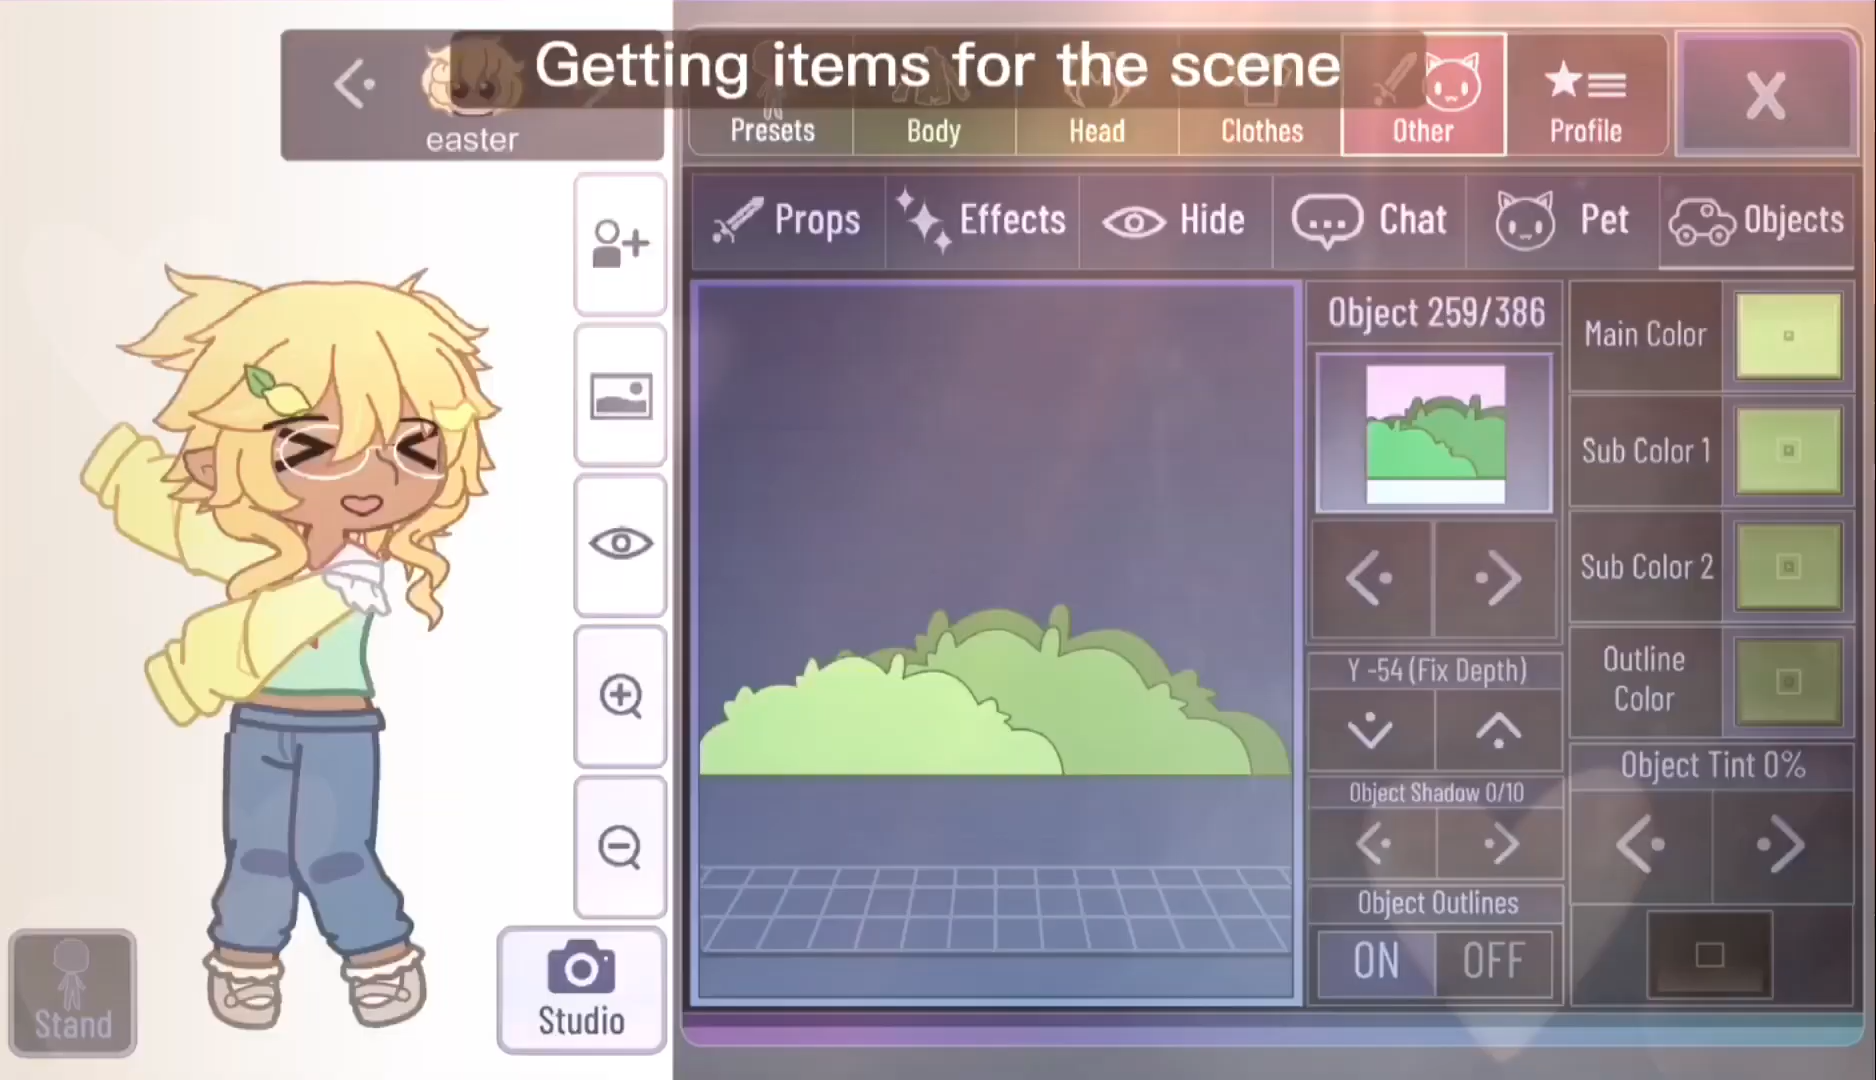 Getting items for the scene
easter
Presets
Body
Head
Clothes
Other
Profile
X
Props
Effects
Hide
Chat
Pet
Objects
Object 259/386
Main Color
Sub Color 1
Sub Color 2
Outline
Color
Y -54 (Fix Depth)
Object Shadow 0/10
Object Tint 0%
Object Outlines
ON
OFF
Stand
Studio